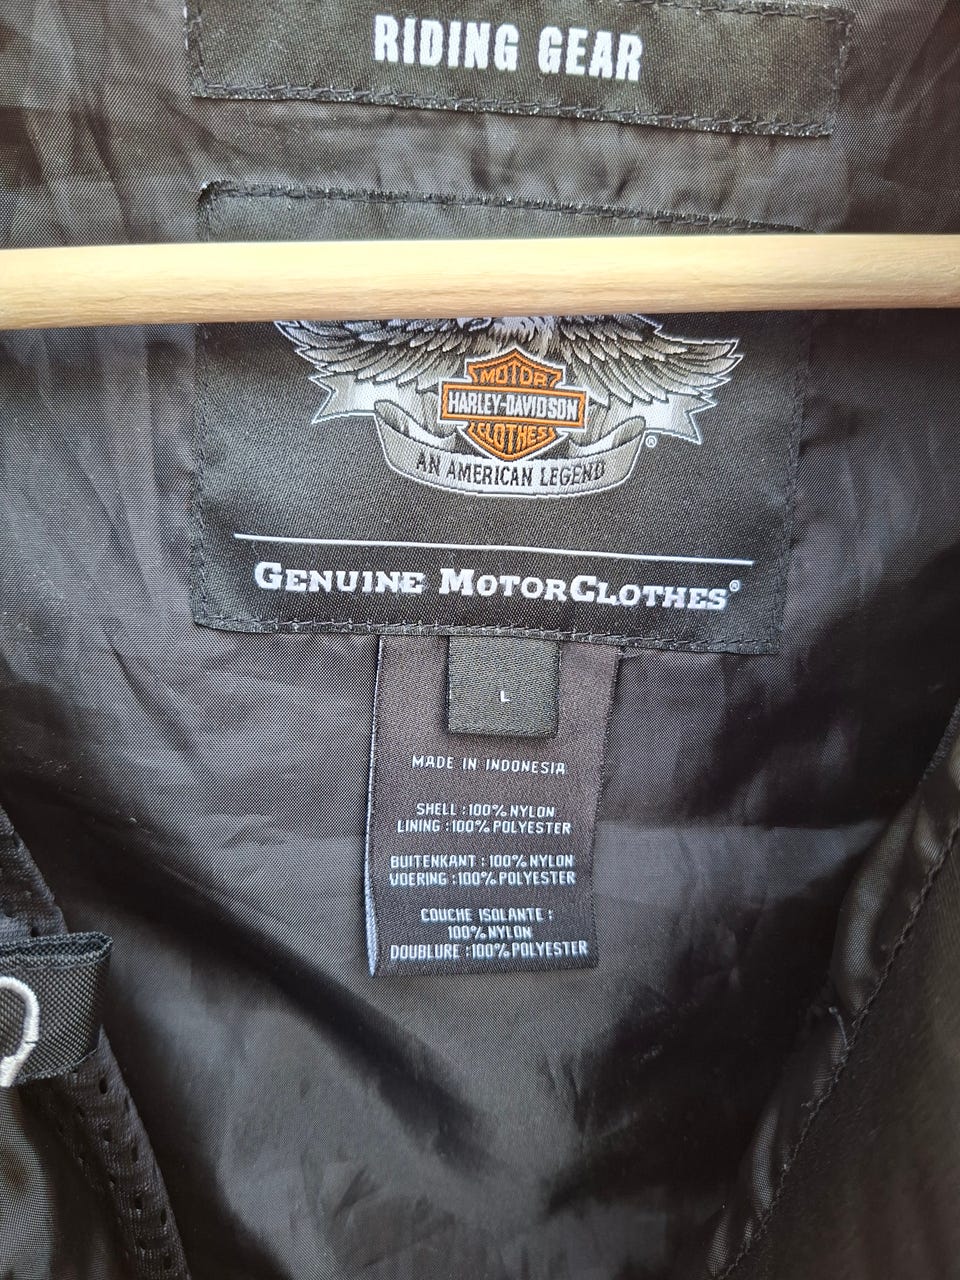 RIDING GEAR
MOTOR
HARLEY-DAVIDSON
CLOTHES
®
AN AMERICAN LEGEND
GENUINE MOTORCLOTHES®
L
MADE IN INDONESIA
SHELL :100% NYLON
LINING :100% POLYESTER
BUITENKANT : 100% NYLON
VOERING :100% POLYESTER
COUCHE ISOLANTE :
100% NYLON
DOUBLURE :100% POLYESTER